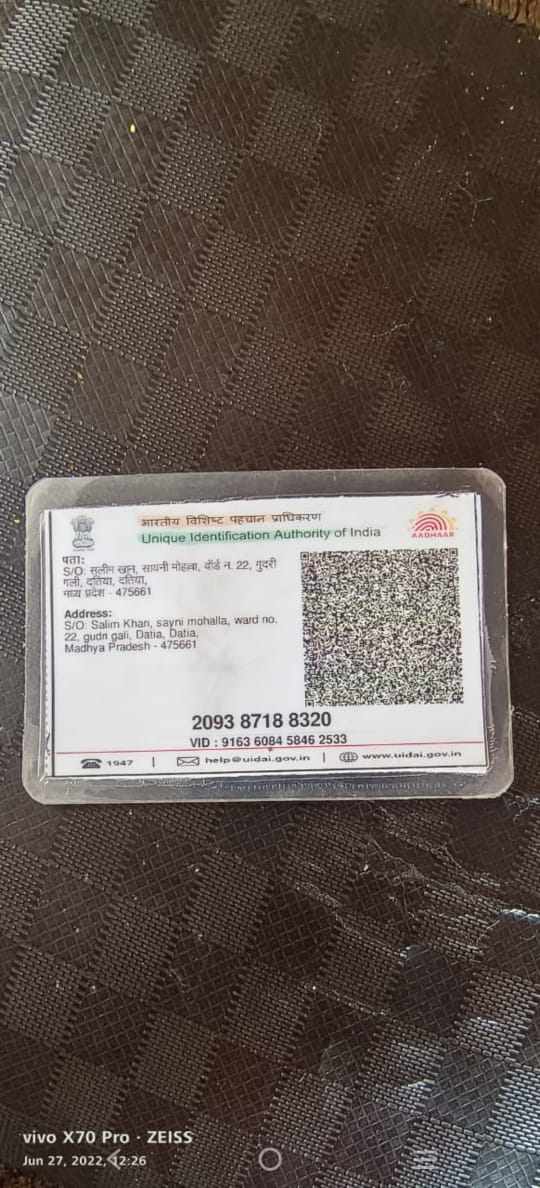 भारतीय विशिष्ट पहचान प्राधिकरण
Unique Identification Authority of India
AADHAAR
पता:
S/O: सलीम खान, सायनी मोहल्ला, वॉर्ड न. 22, गुदरी
गली, दतिया, दतिया,
मध्य प्रदेश - 475661
Address:
S/O: Salim Khan, sayni mohalla, ward no.
22, gudri gali, Datia, Datia,
Madhya Pradesh - 475661
2093 8718 8320
VID : 9163 6084 5846 2533
1947 | help@uidai.gov.in | www.uidai.gov.in
vivo X70 Pro · ZEISS
Jun 27, 2022, 12:26